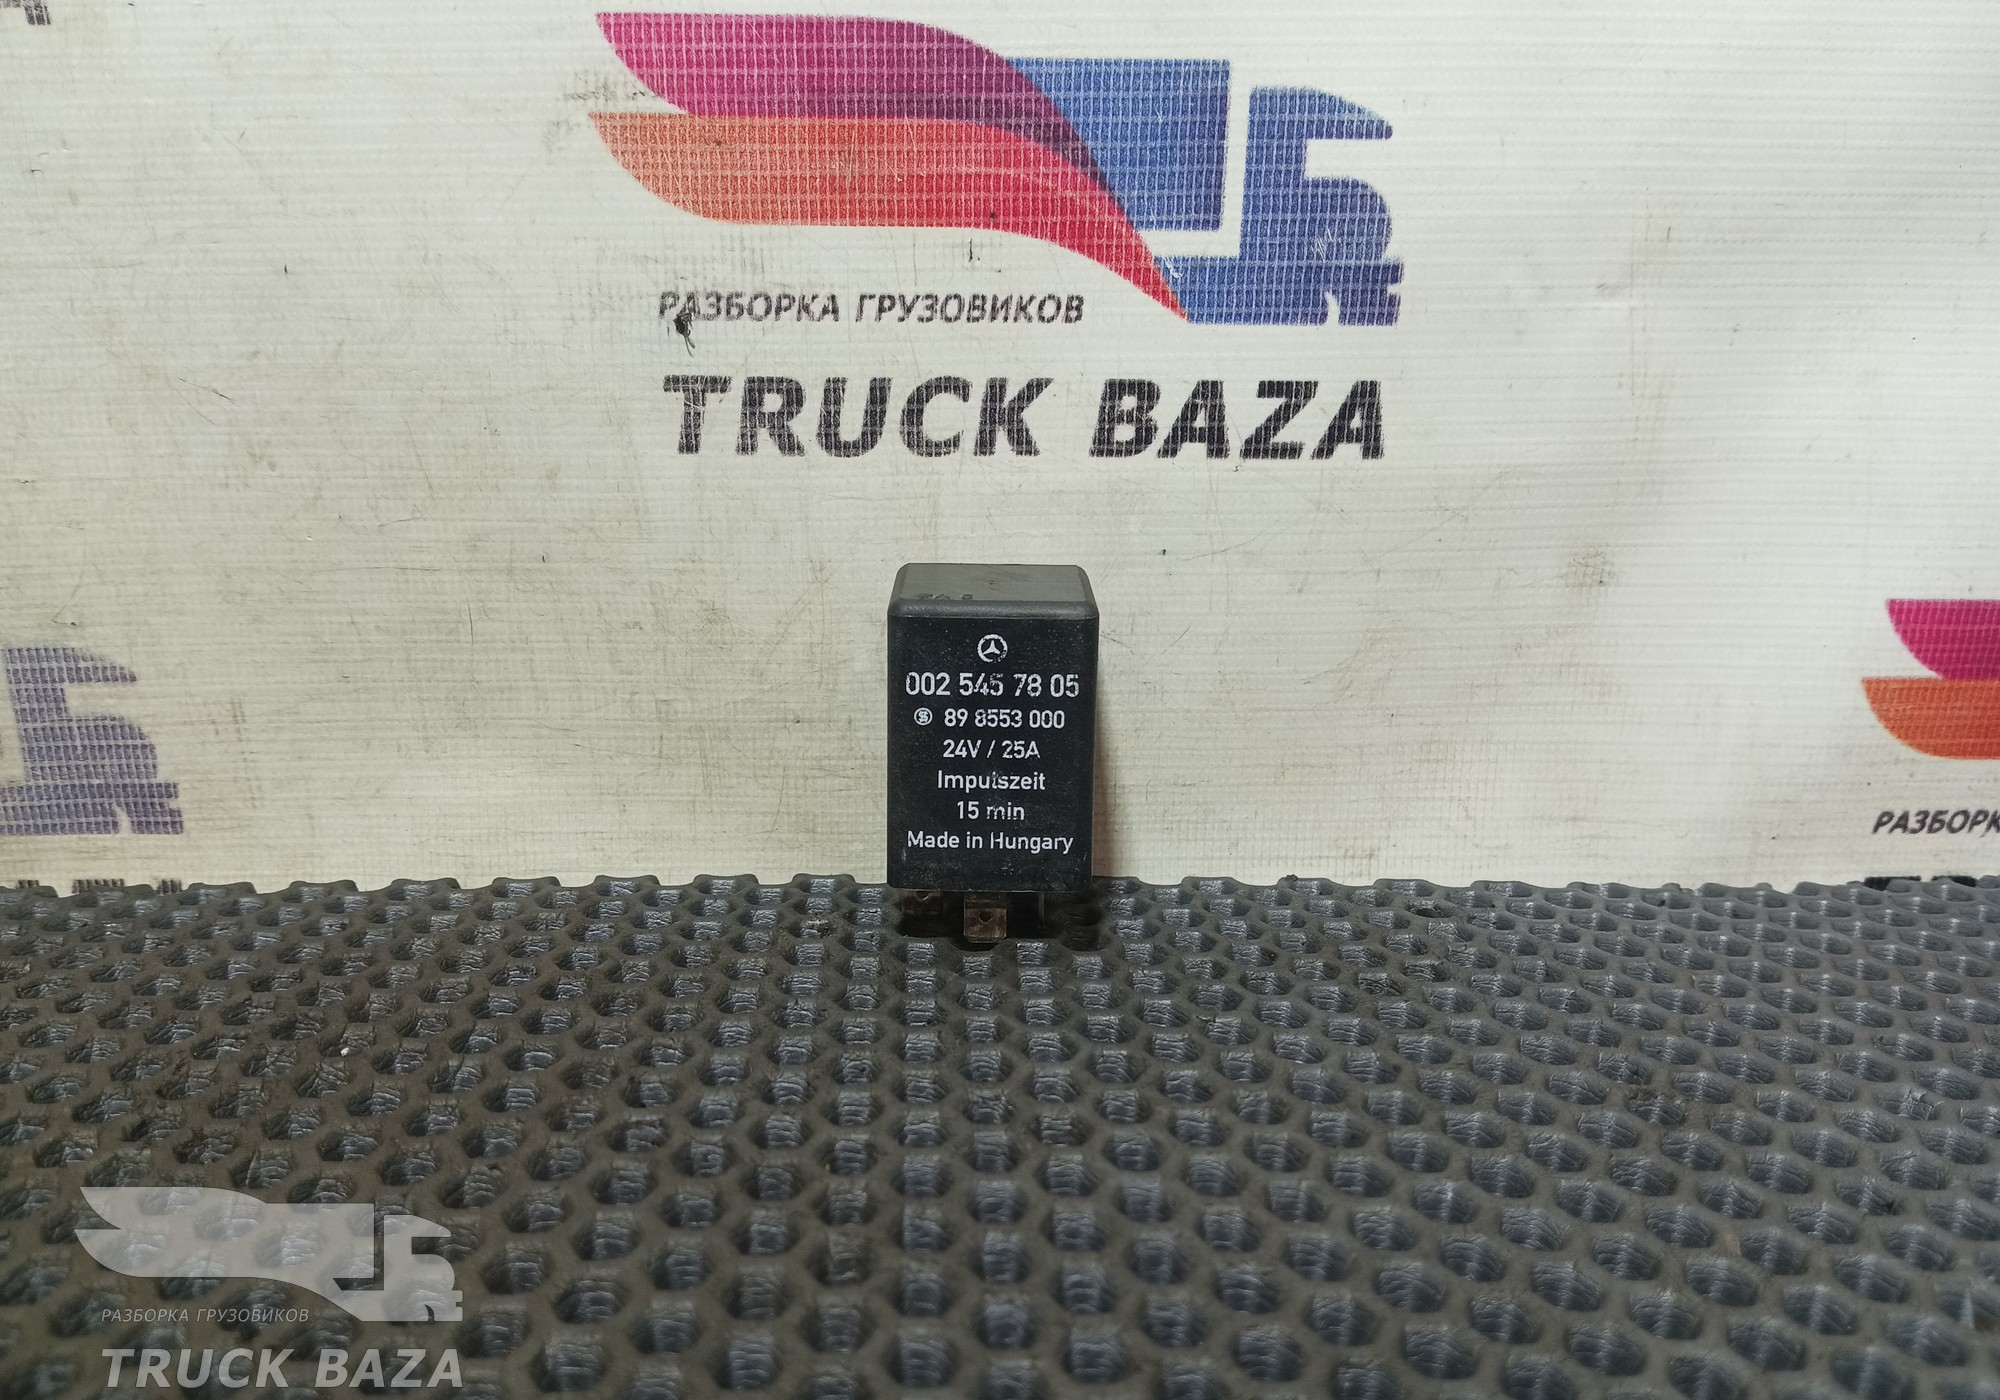 РАЗБОРКА ГРУЗОВИКОВ
TRUCK BAZA
002 545 78 05
89 8553 000
24V / 25A
Impulszeit
15 min
Made in Hungary
РАЗБОРК
РАЗБОРКА ГРУЗОВИКОВ
TRUCK BAZA